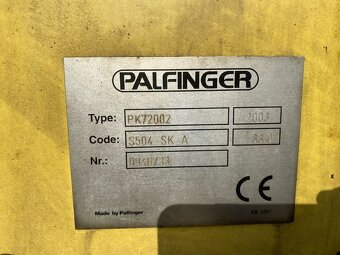 PALFINGER
Type: PK72002 2003
Code: S504 SK A
Nr.:
Made by Palfinger
CE